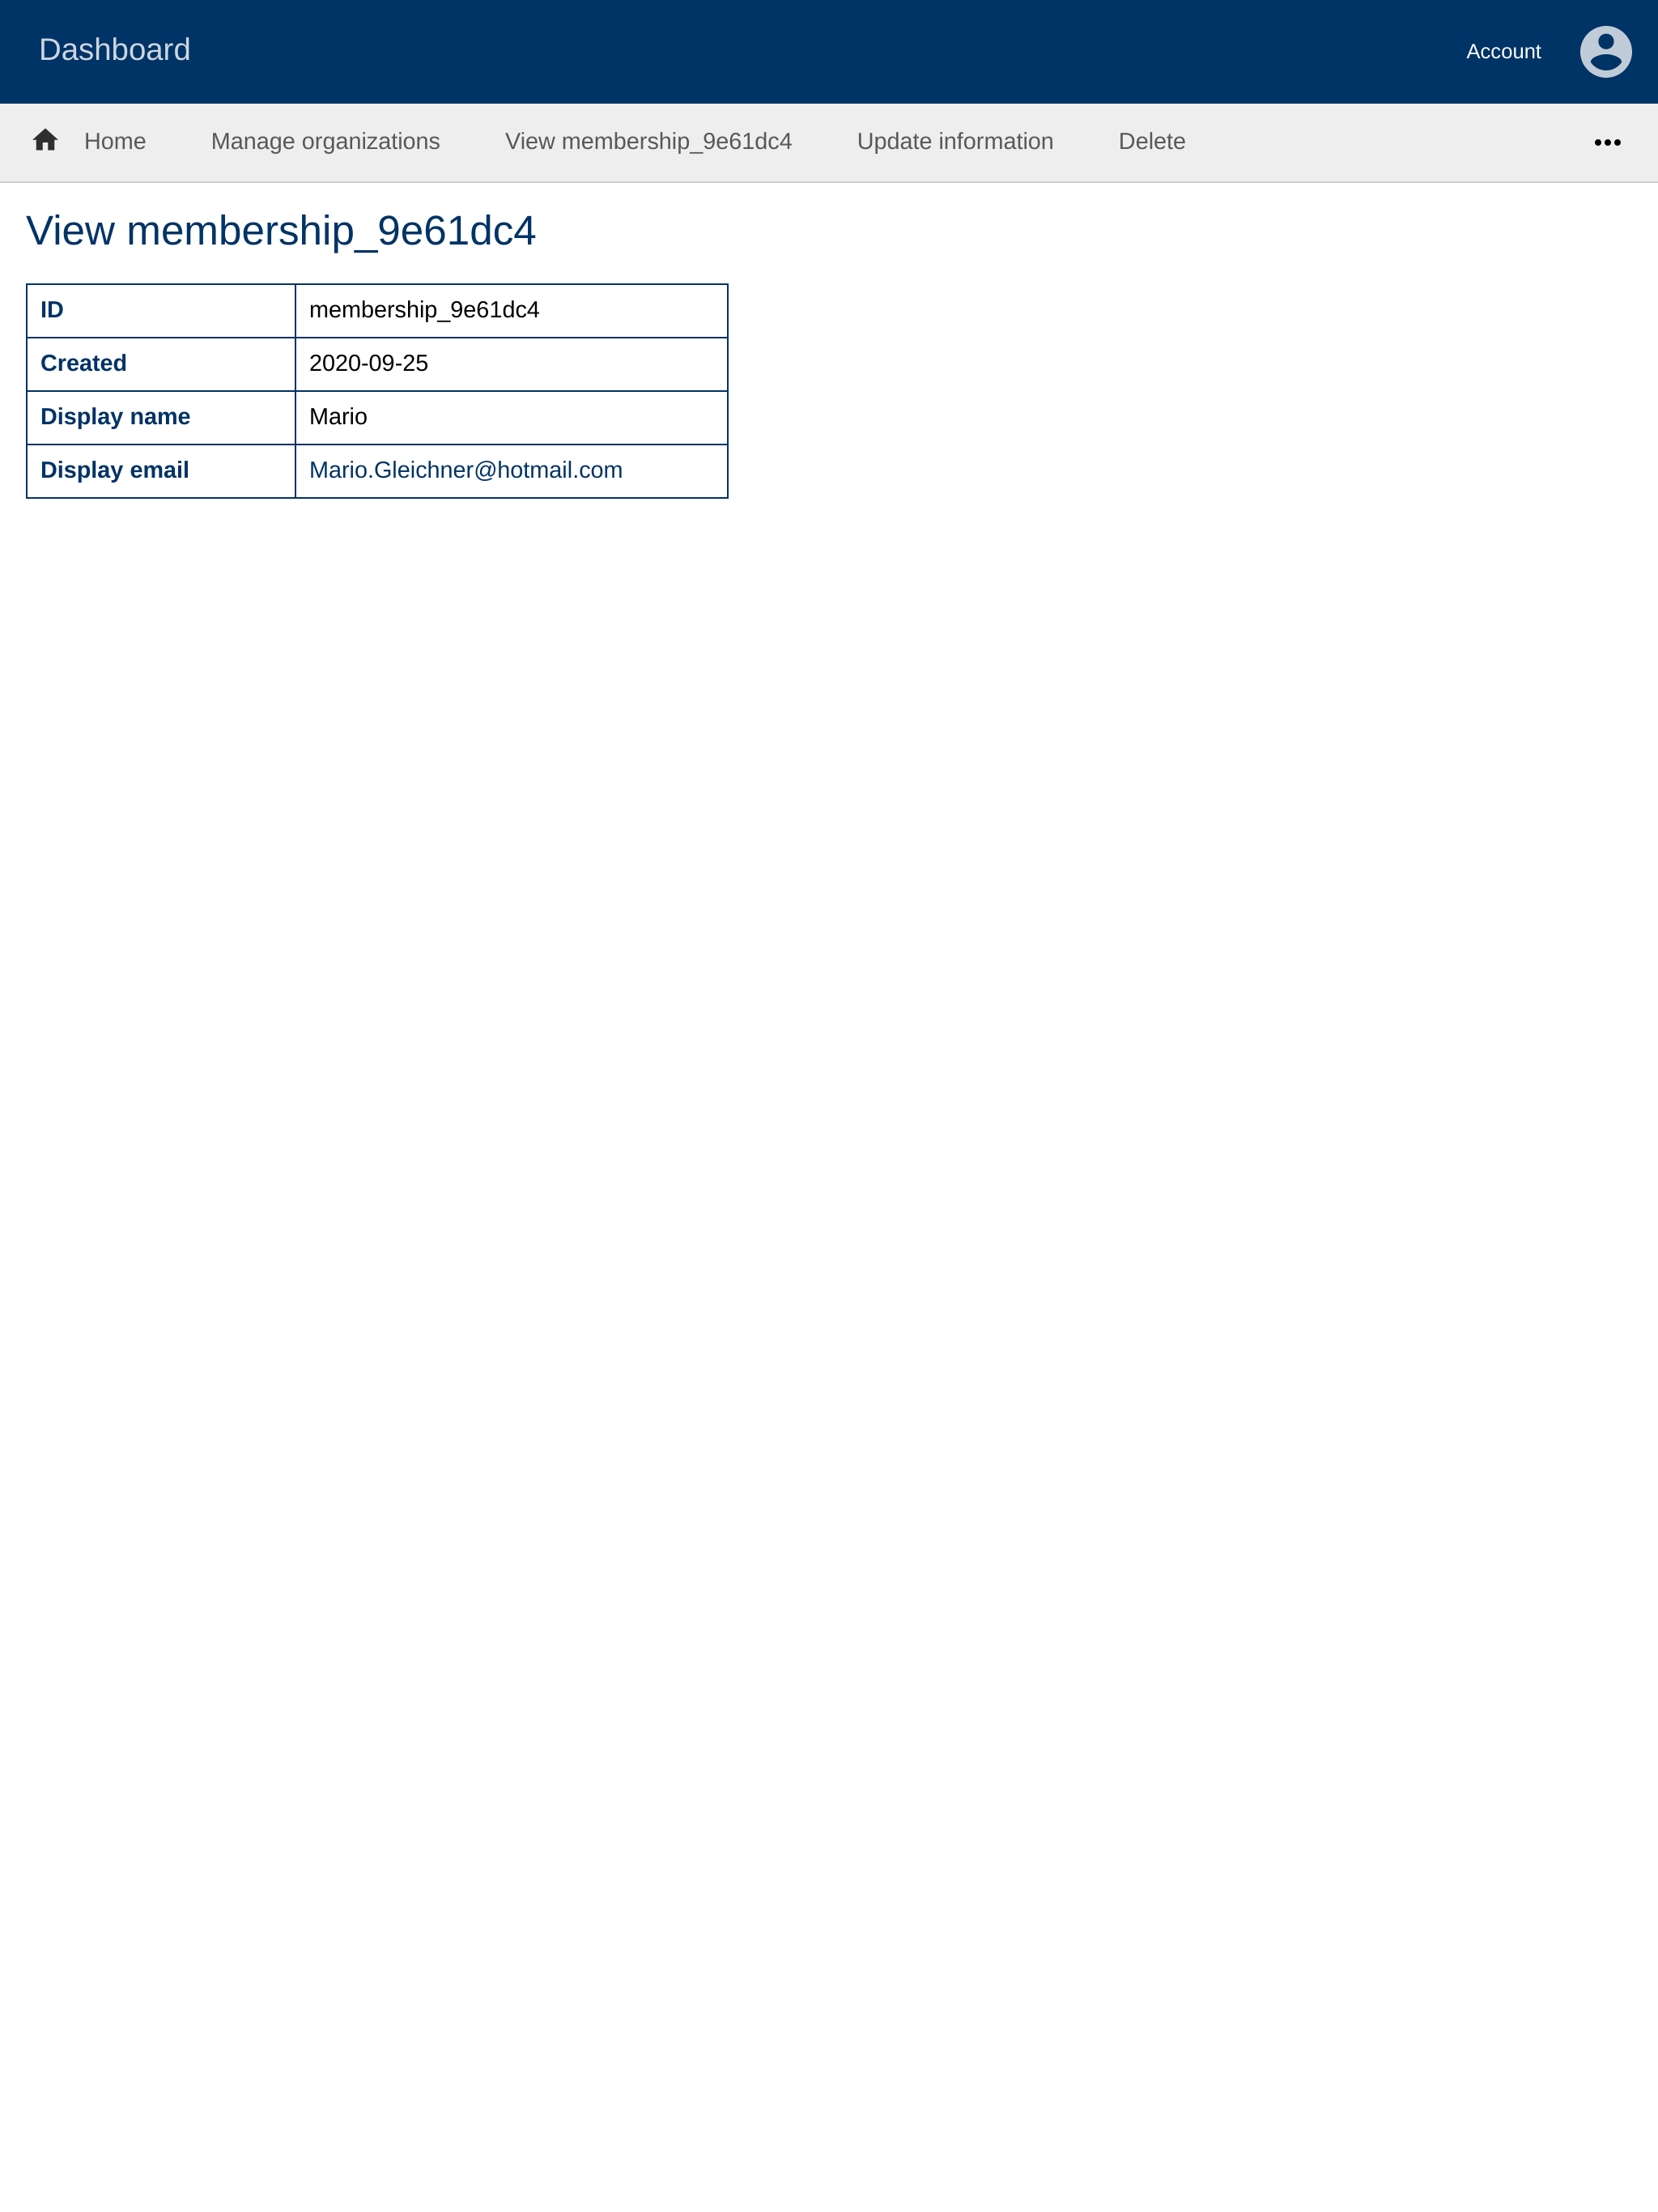 Dashboard
Account
Home Manage organizations View membership_9e61dc4 Update information Delete
View membership_9e61dc4
ID membership_9e61dc4
Created 2020-09-25
Display name Mario
Display email Mario.Gleichner@hotmail.com